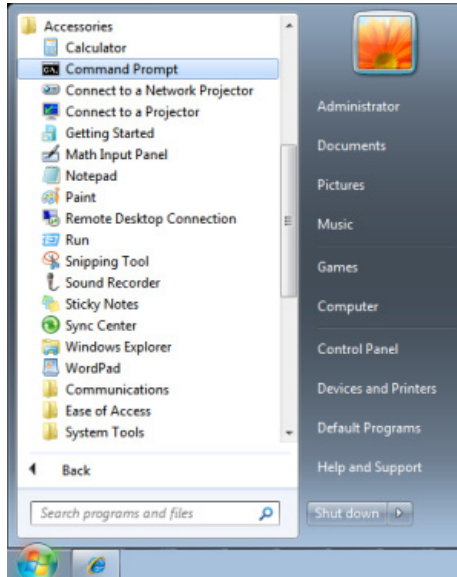 Accessories
Calculator
Command Prompt
Connect to a Network Projector
Connect to a Projector
Getting Started
Math Input Panel
Notepad
Paint
Remote Desktop Connection
Run
Snipping Tool
Sound Recorder
Sticky Notes
Sync Center
Windows Explorer
WordPad
Communications
Ease of Access
System Tools
Back
Search programs and files
Administrator
Documents
Pictures
Music
Games
Computer
Control Panel
Devices and Printers
Default Programs
Help and Support
Shut down